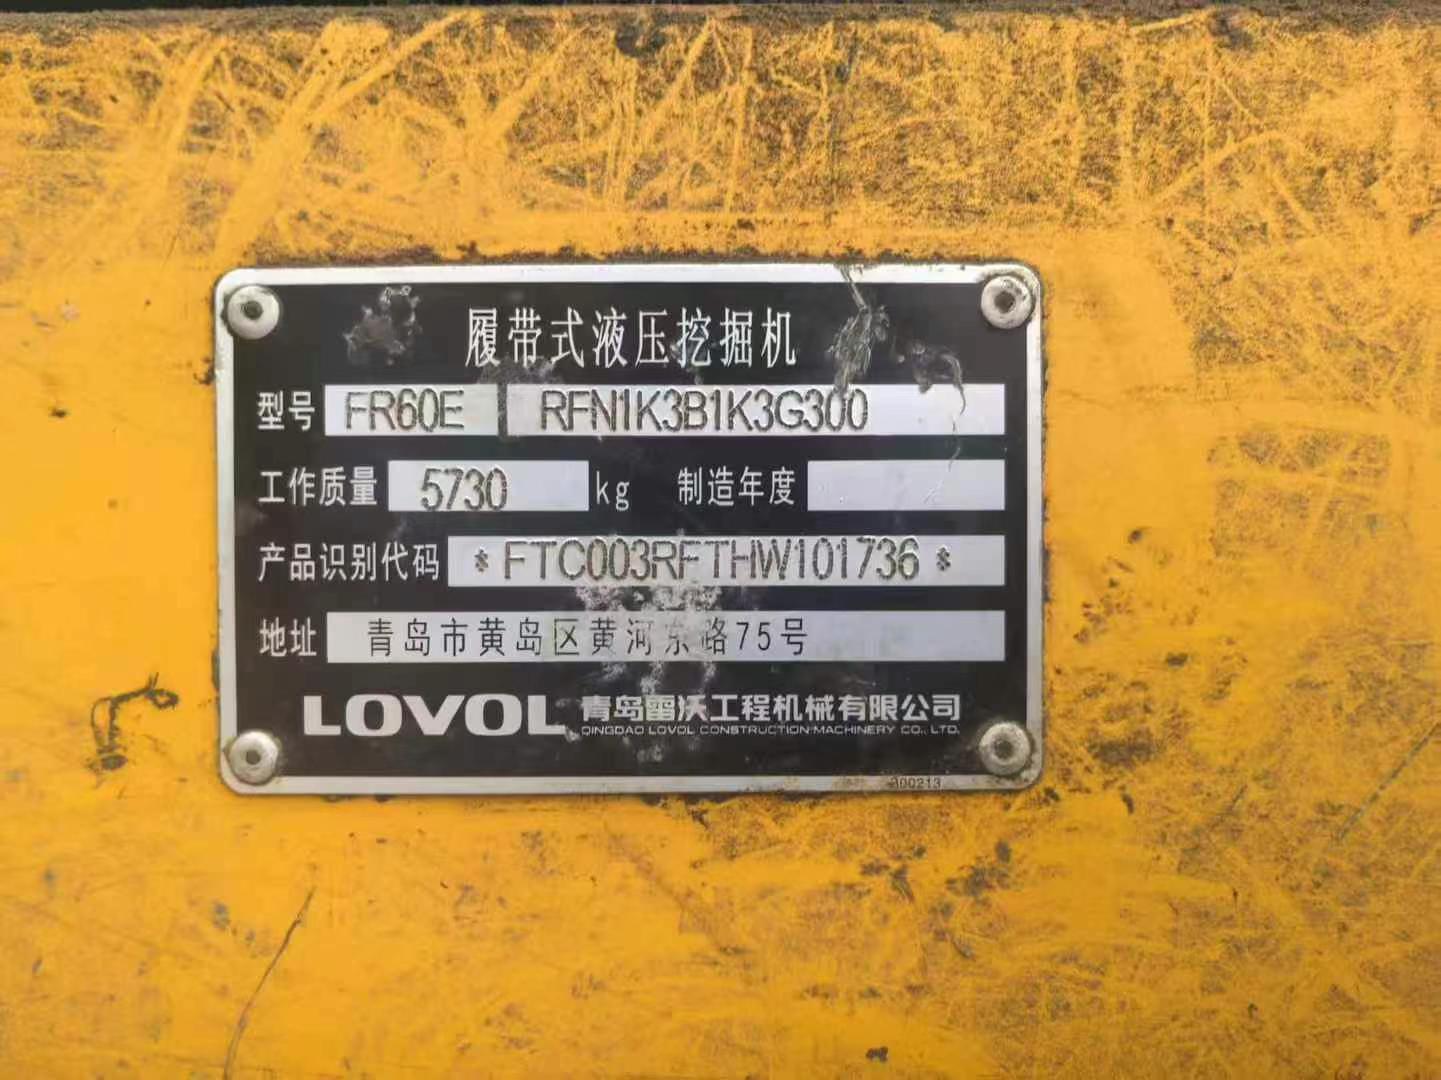 履带式液压挖掘机
型号 FR60E RFN1K3B1K3G300
工作质量 5730 kg 制造年度
产品识别代码 *FTC003RFTHW101736*
地址 青岛市黄岛区黄河东路75号
LOVOL 青岛雷沃工程机械有限公司
QINGDAO LOVOL CONSTRUCTION MACHINERY CO., LTD.
300213